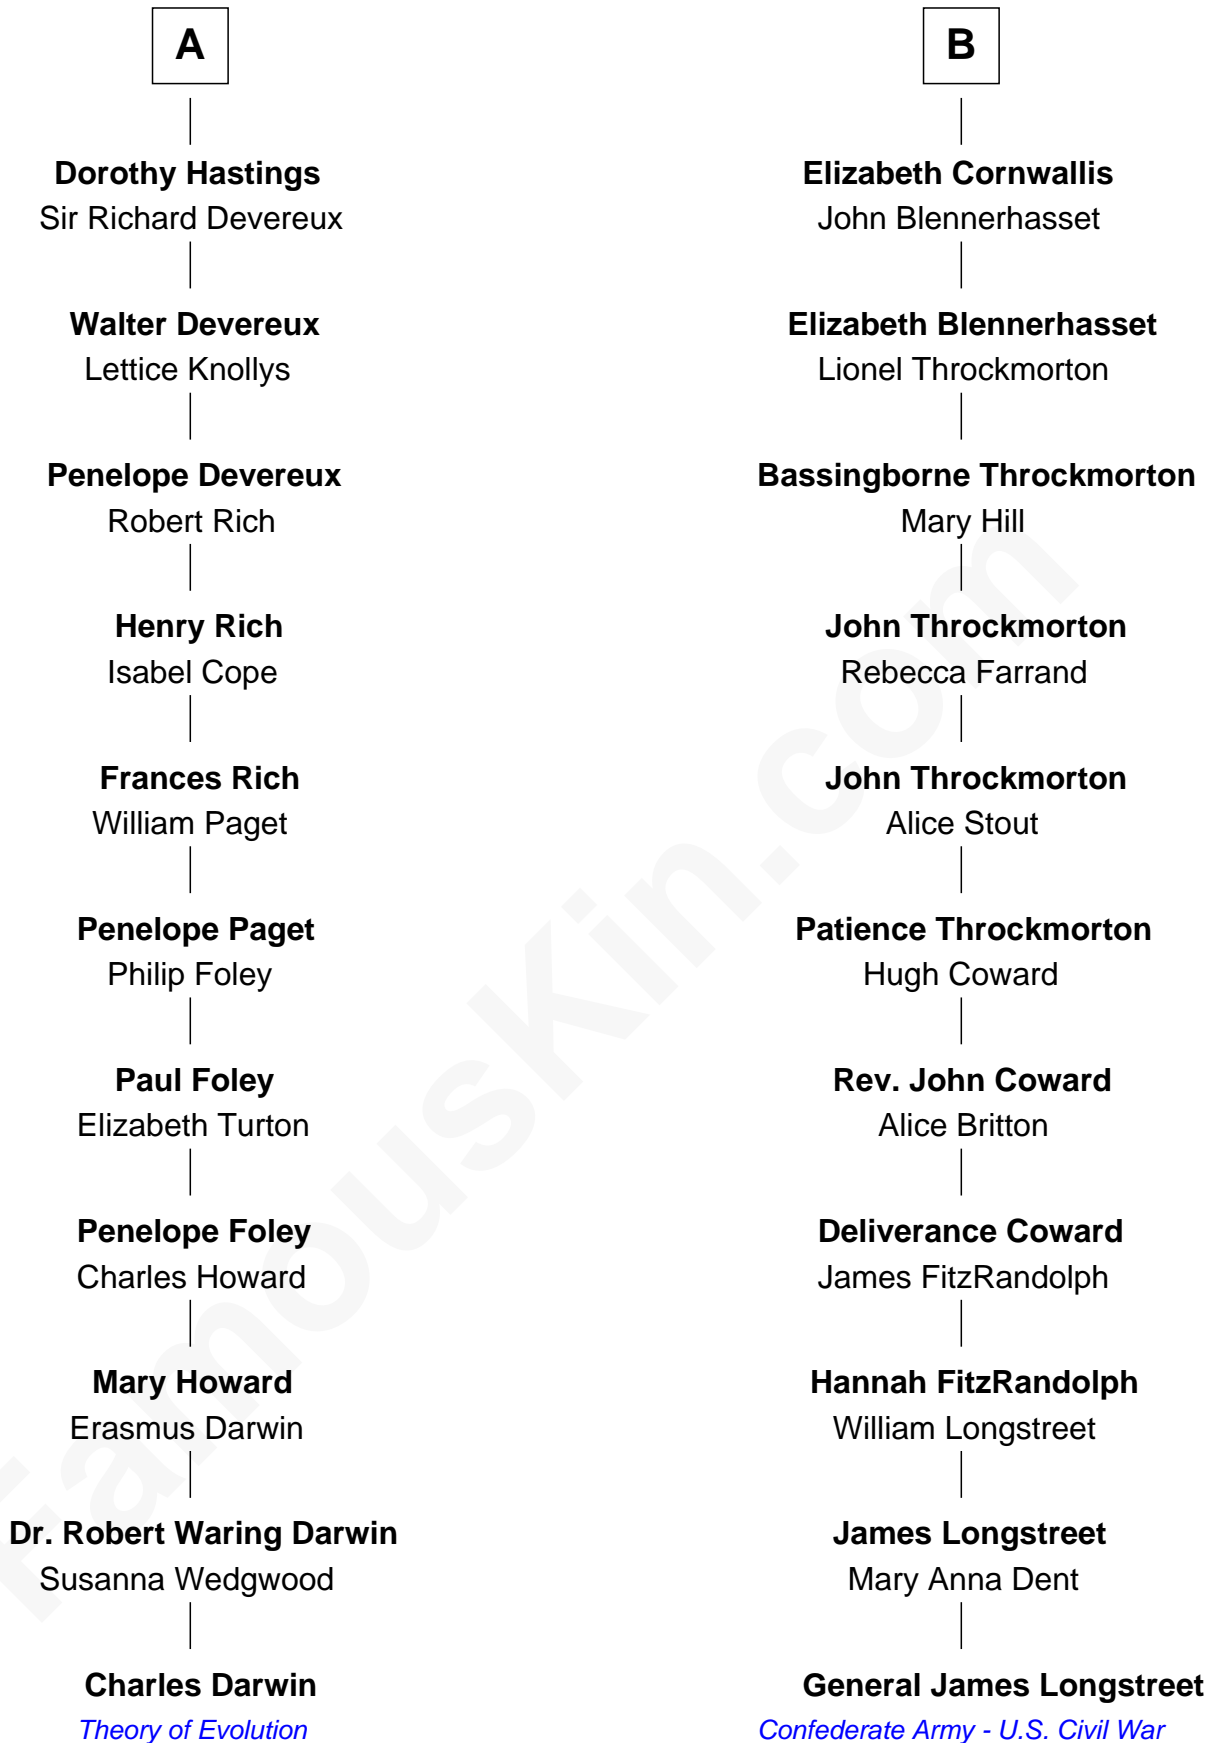 A
Dorothy Hastings
Sir Richard Devereux
Walter Devereux
Lettice Knollys
Penelope Devereux
Robert Rich
Henry Rich
Isabel Cope
Frances Rich
William Paget
Penelope Paget
Philip Foley
Paul Foley
Elizabeth Turton
Penelope Foley
Charles Howard
Mary Howard
Erasmus Darwin
Dr. Robert Waring Darwin
Susanna Wedgwood
Charles Darwin
Theory of Evolution
B
Elizabeth Cornwallis
John Blennerhasset
Elizabeth Blennerhasset
Lionel Throckmorton
Bassingborne Throckmorton
Mary Hill
John Throckmorton
Rebecca Farrand
John Throckmorton
Alice Stout
Patience Throckmorton
Hugh Coward
Rev. John Coward
Alice Britton
Deliverance Coward
James FitzRandolph
Hannah FitzRandolph
William Longstreet
James Longstreet
Mary Anna Dent
General James Longstreet
Confederate Army - U.S. Civil War
FamousKin.com